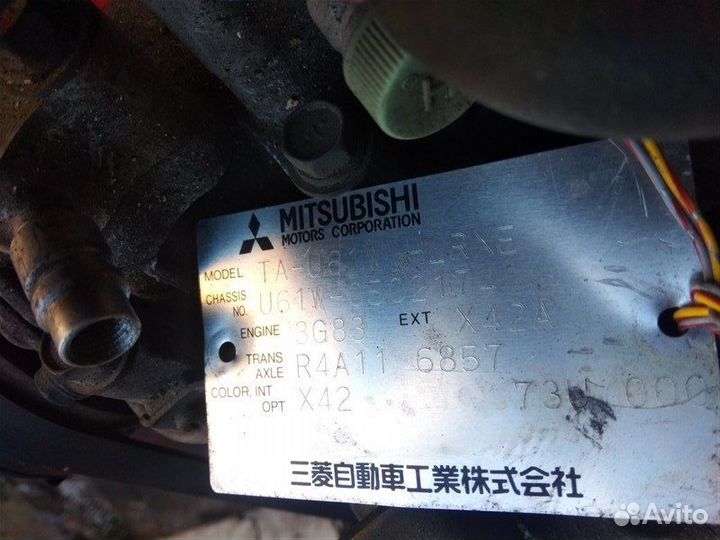 MITSUBISHI
MOTORS CORPORATION
MODEL
CHASSIS NO.
ENGINE 3G83 EXT X42A
TRANS AXLE R4A11 6857
COLOR, INT OPT X42
三菱自動車工業株式会社
Avito